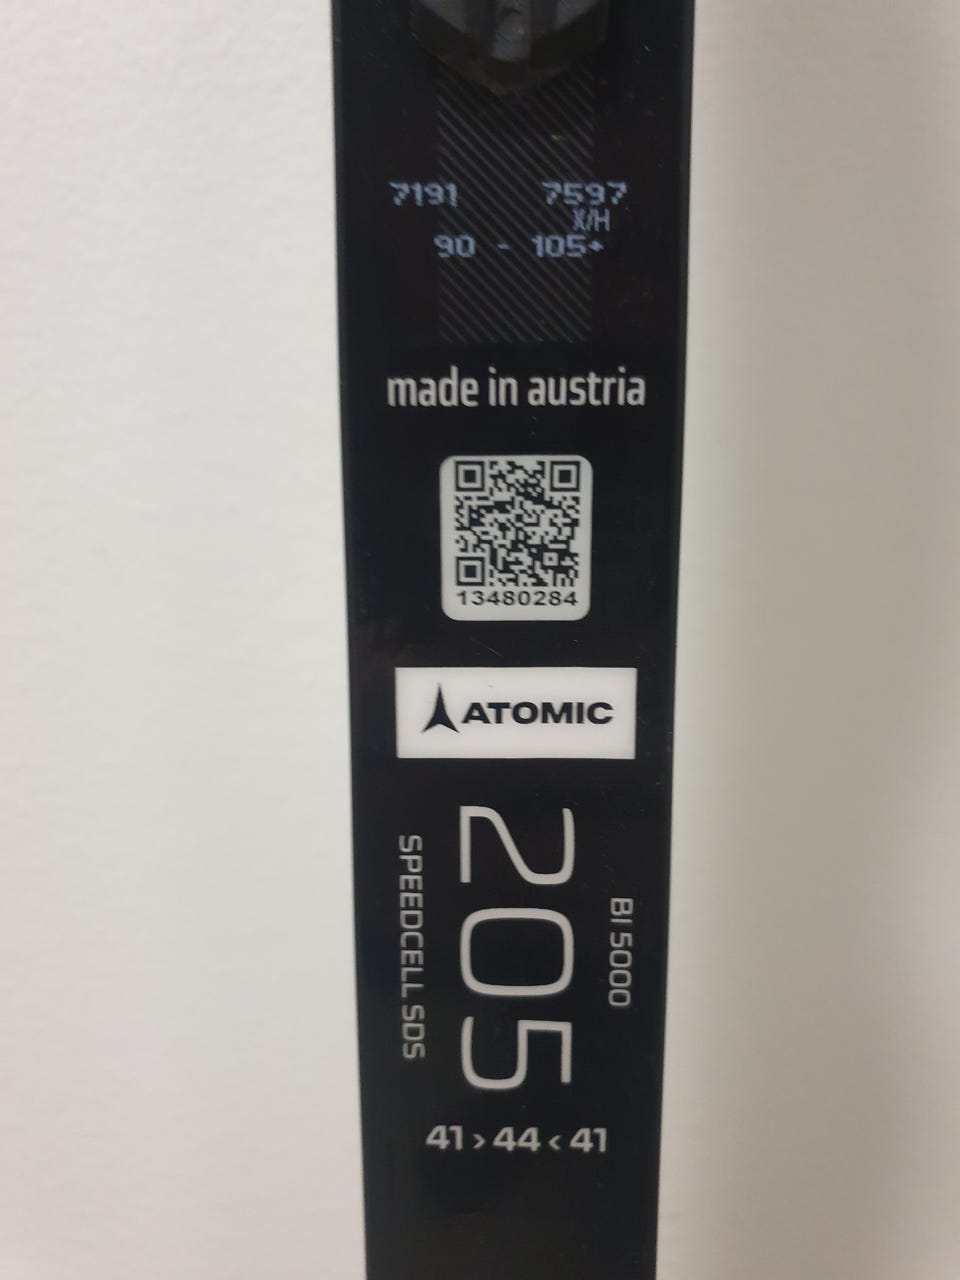 7191 7597
X/H
90 - 105+
made in austria
13480284
ATOMIC
205
BI 5000
SPEEDCELL SDS
41 > 44 < 41